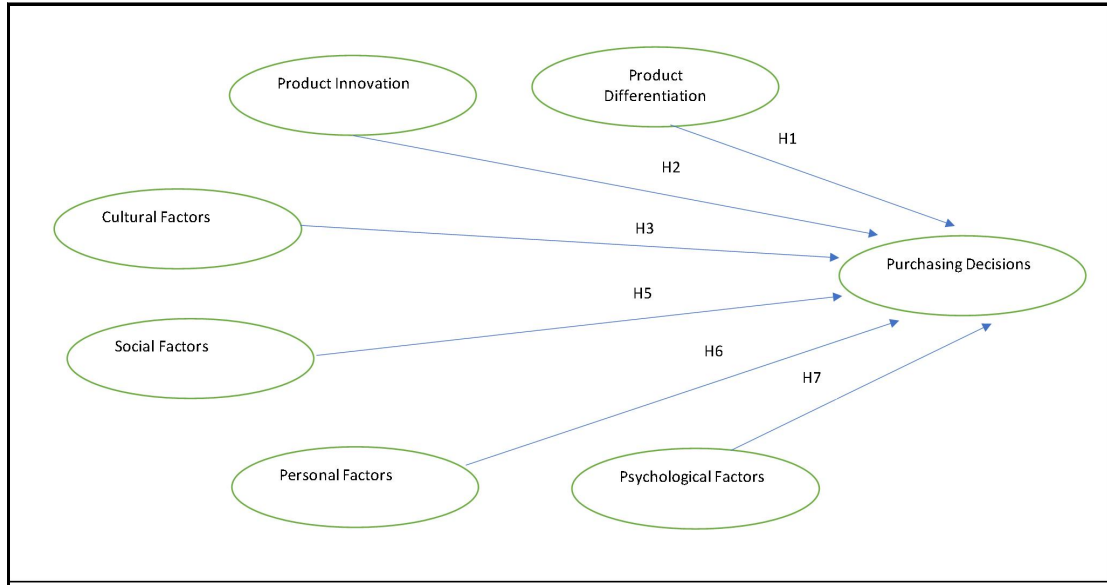 Product Innovation
Product
Differentiation
H1
H2
Cultural Factors
H3
Purchasing Decisions
H5
Social Factors
H6
H7
Personal Factors
Psychological Factors